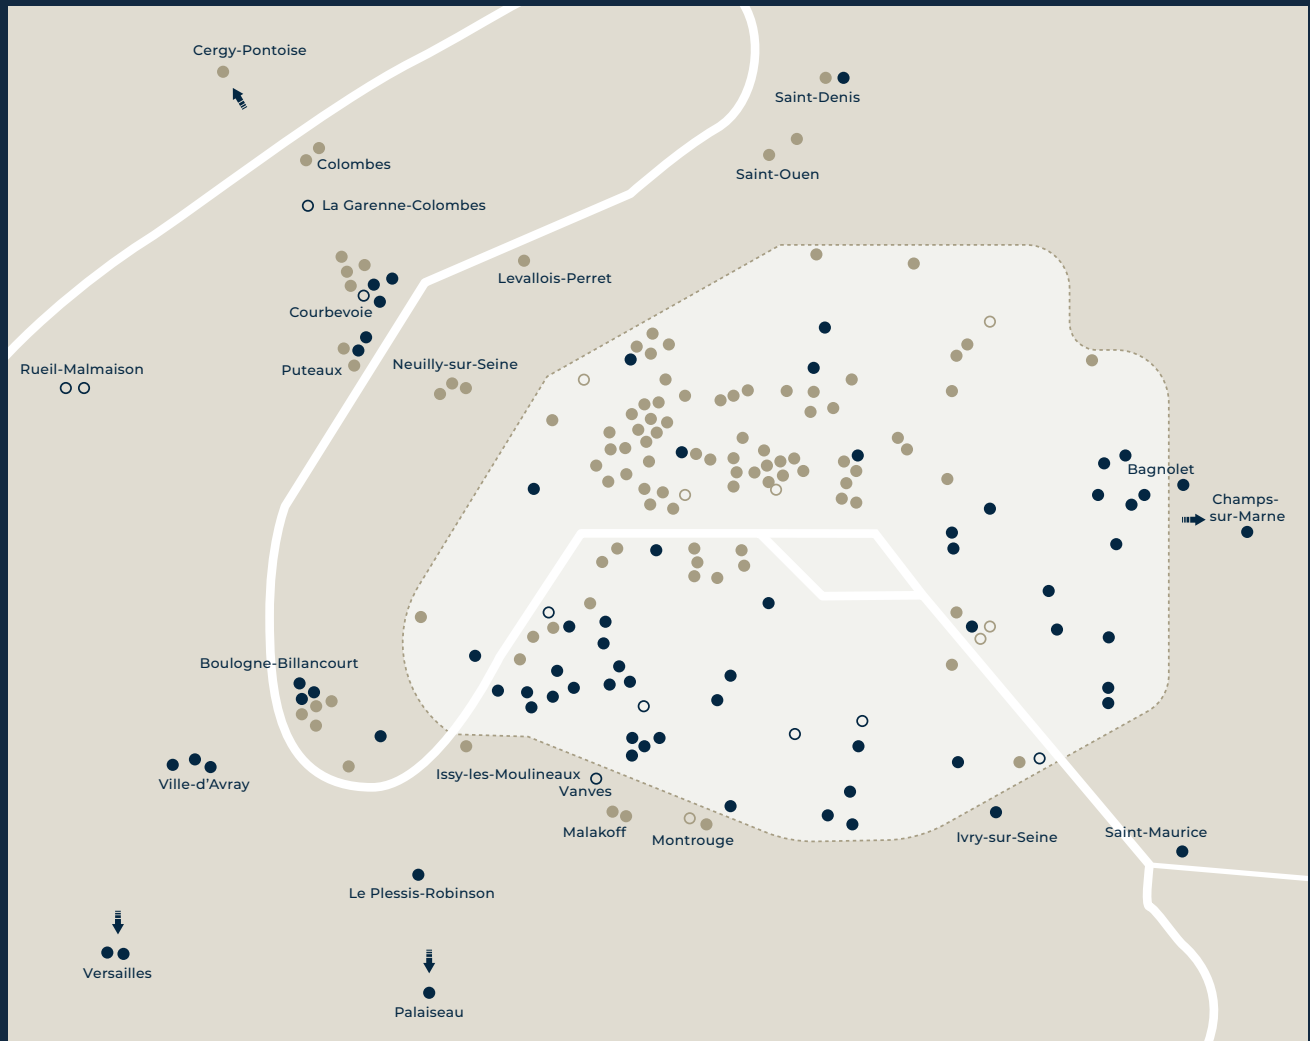 Cergy-Pontoise
Saint-Denis
Colombes
Saint-Ouen
La Garenne-Colombes
Levallois-Perret
Courbevoie
Rueil-Malmaison
Puteaux
Neuilly-sur-Seine
Bagnolet
Champs-
sur-Marne
Boulogne-Billancourt
Ville-d’Avray
Issy-les-Moulineaux
Vanves
Malakoff
Montrouge
Ivry-sur-Seine
Saint-Maurice
Le Plessis-Robinson
Versailles
Palaiseau